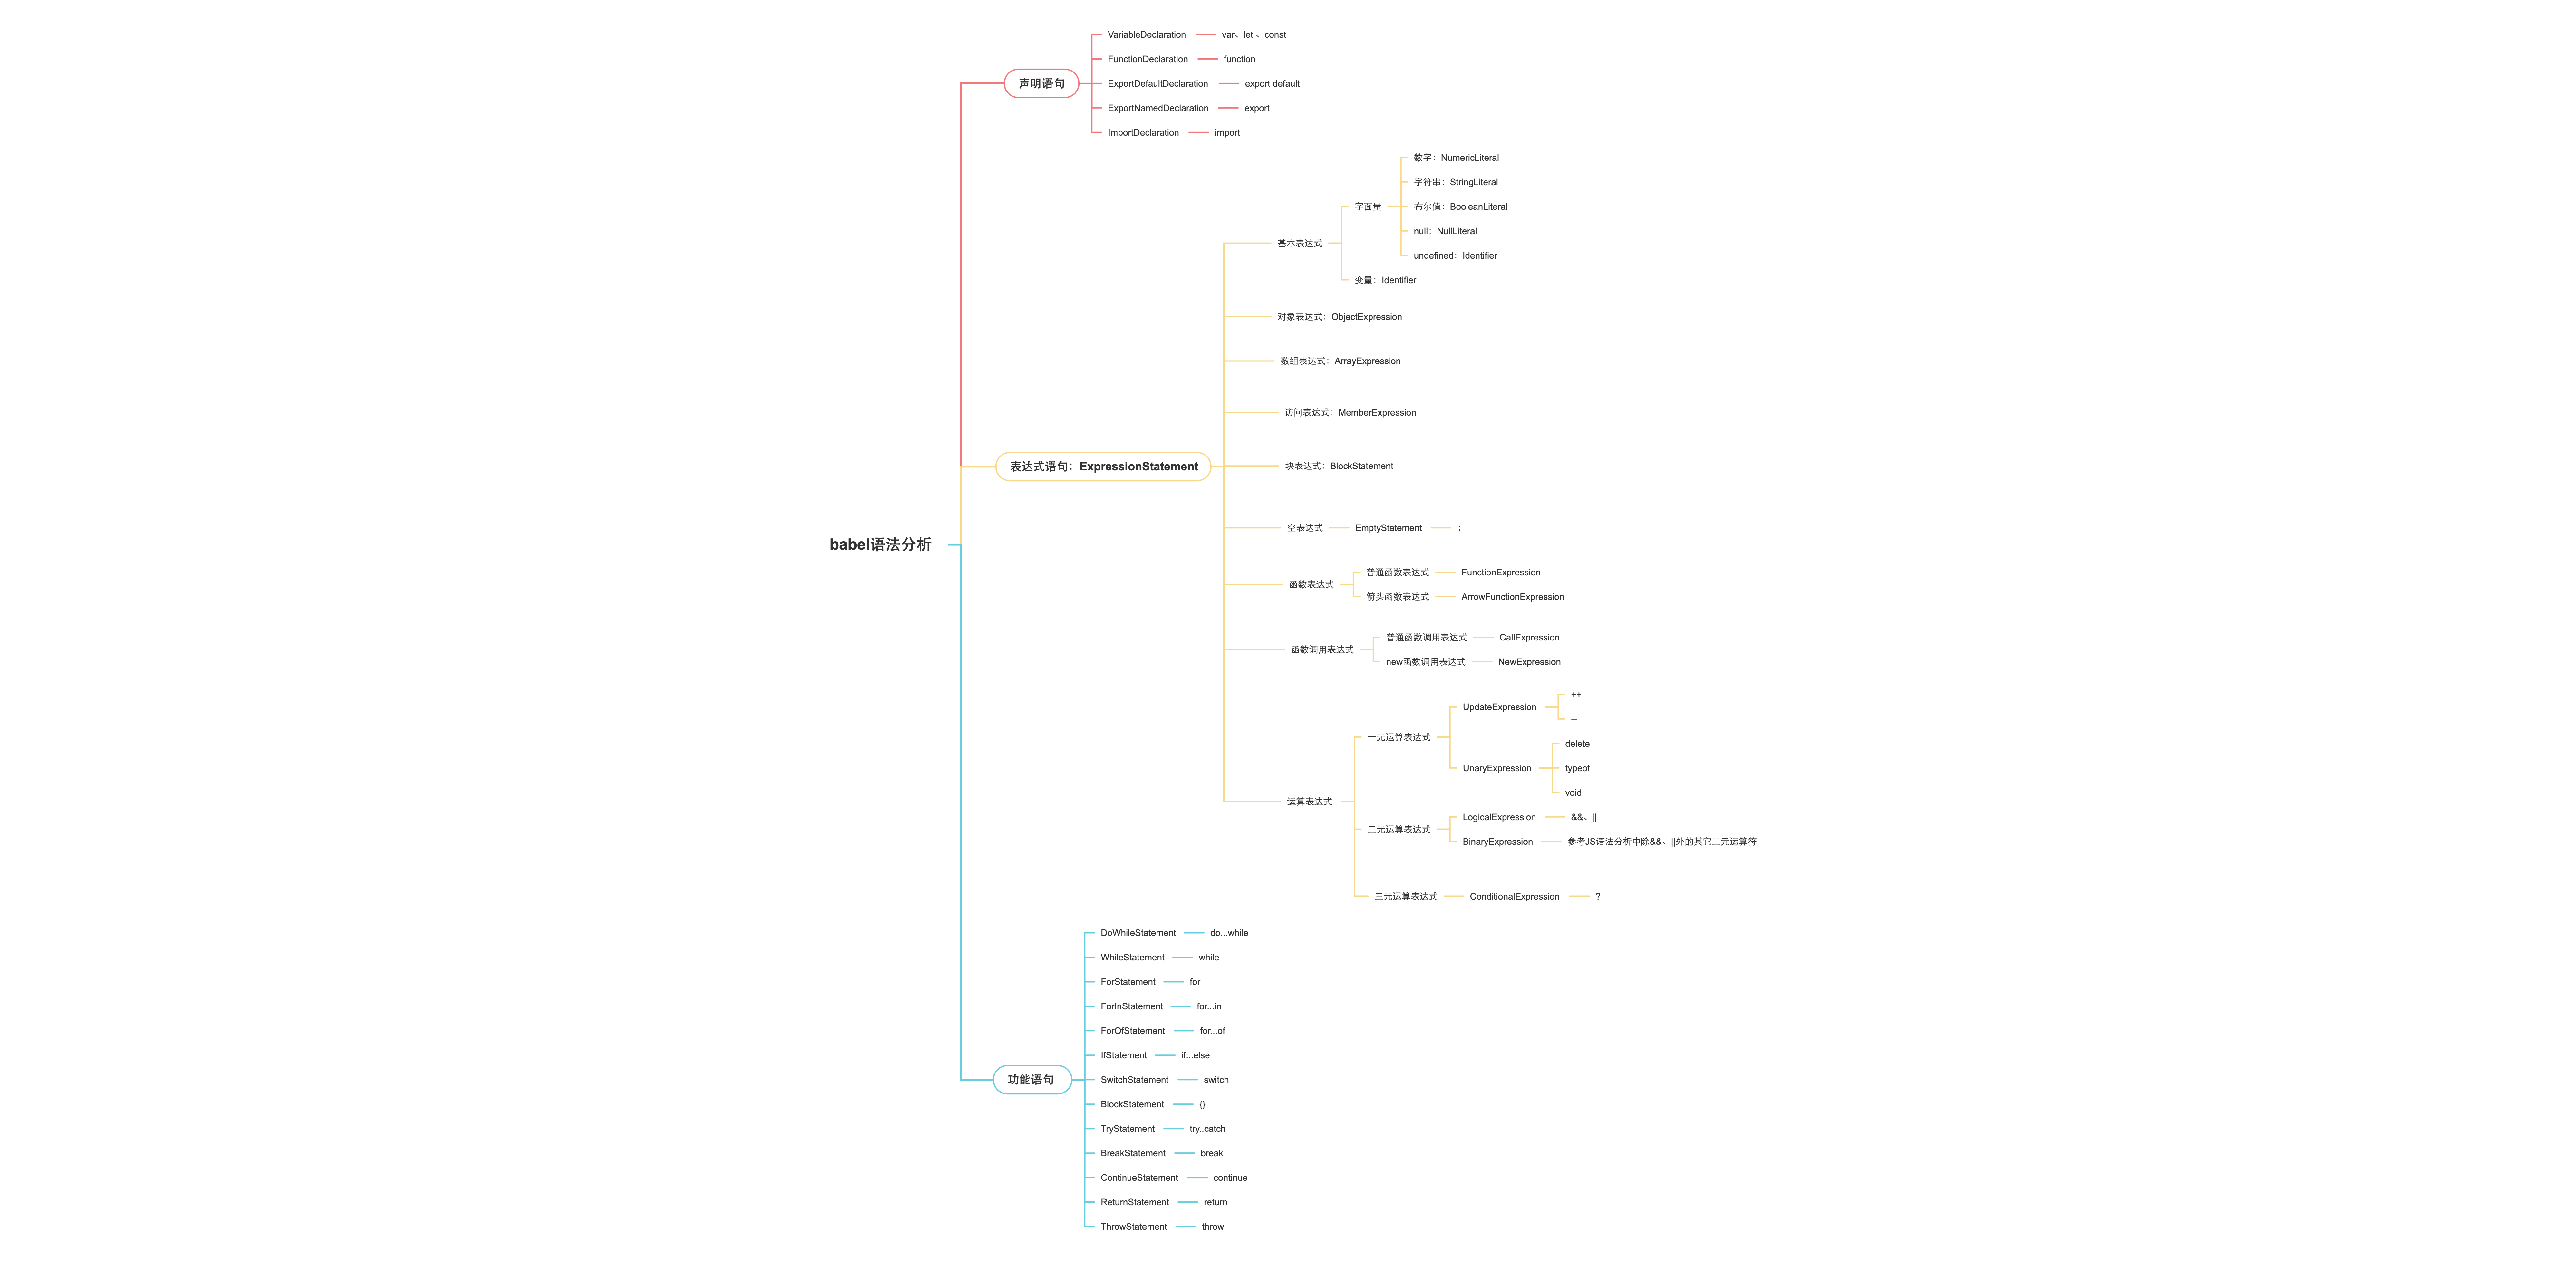 babel语法分析
声明语句
VariableDeclaration
var、let 、const
FunctionDeclaration
function
ExportDefaultDeclaration
export default
ExportNamedDeclaration
export
ImportDeclaration
import
表达式语句：ExpressionStatement
基本表达式
字面量
数字：NumericLiteral
字符串：StringLiteral
布尔值：BooleanLiteral
null：NullLiteral
undefined：Identifier
变量：Identifier
对象表达式：ObjectExpression
数组表达式：ArrayExpression
访问表达式：MemberExpression
块表达式：BlockStatement
空表达式
EmptyStatement
；
函数表达式
普通函数表达式
FunctionExpression
箭头函数表达式
ArrowFunctionExpression
函数调用表达式
普通函数调用表达式
CallExpression
new函数调用表达式
NewExpression
运算表达式
一元运算表达式
UpdateExpression
++
--
UnaryExpression
delete
typeof
void
二元运算表达式
LogicalExpression
&&、||
BinaryExpression
参考JS语法分析中除&&、||外的其它二元运算符
三元运算表达式
ConditionalExpression
?
功能语句
DoWhileStatement
do...while
WhileStatement
while
ForStatement
for
ForInStatement
for...in
ForOfStatement
for...of
IfStatement
if...else
SwitchStatement
switch
BlockStatement
{}
TryStatement
try..catch
BreakStatement
break
ContinueStatement
continue
ReturnStatement
return
ThrowStatement
throw